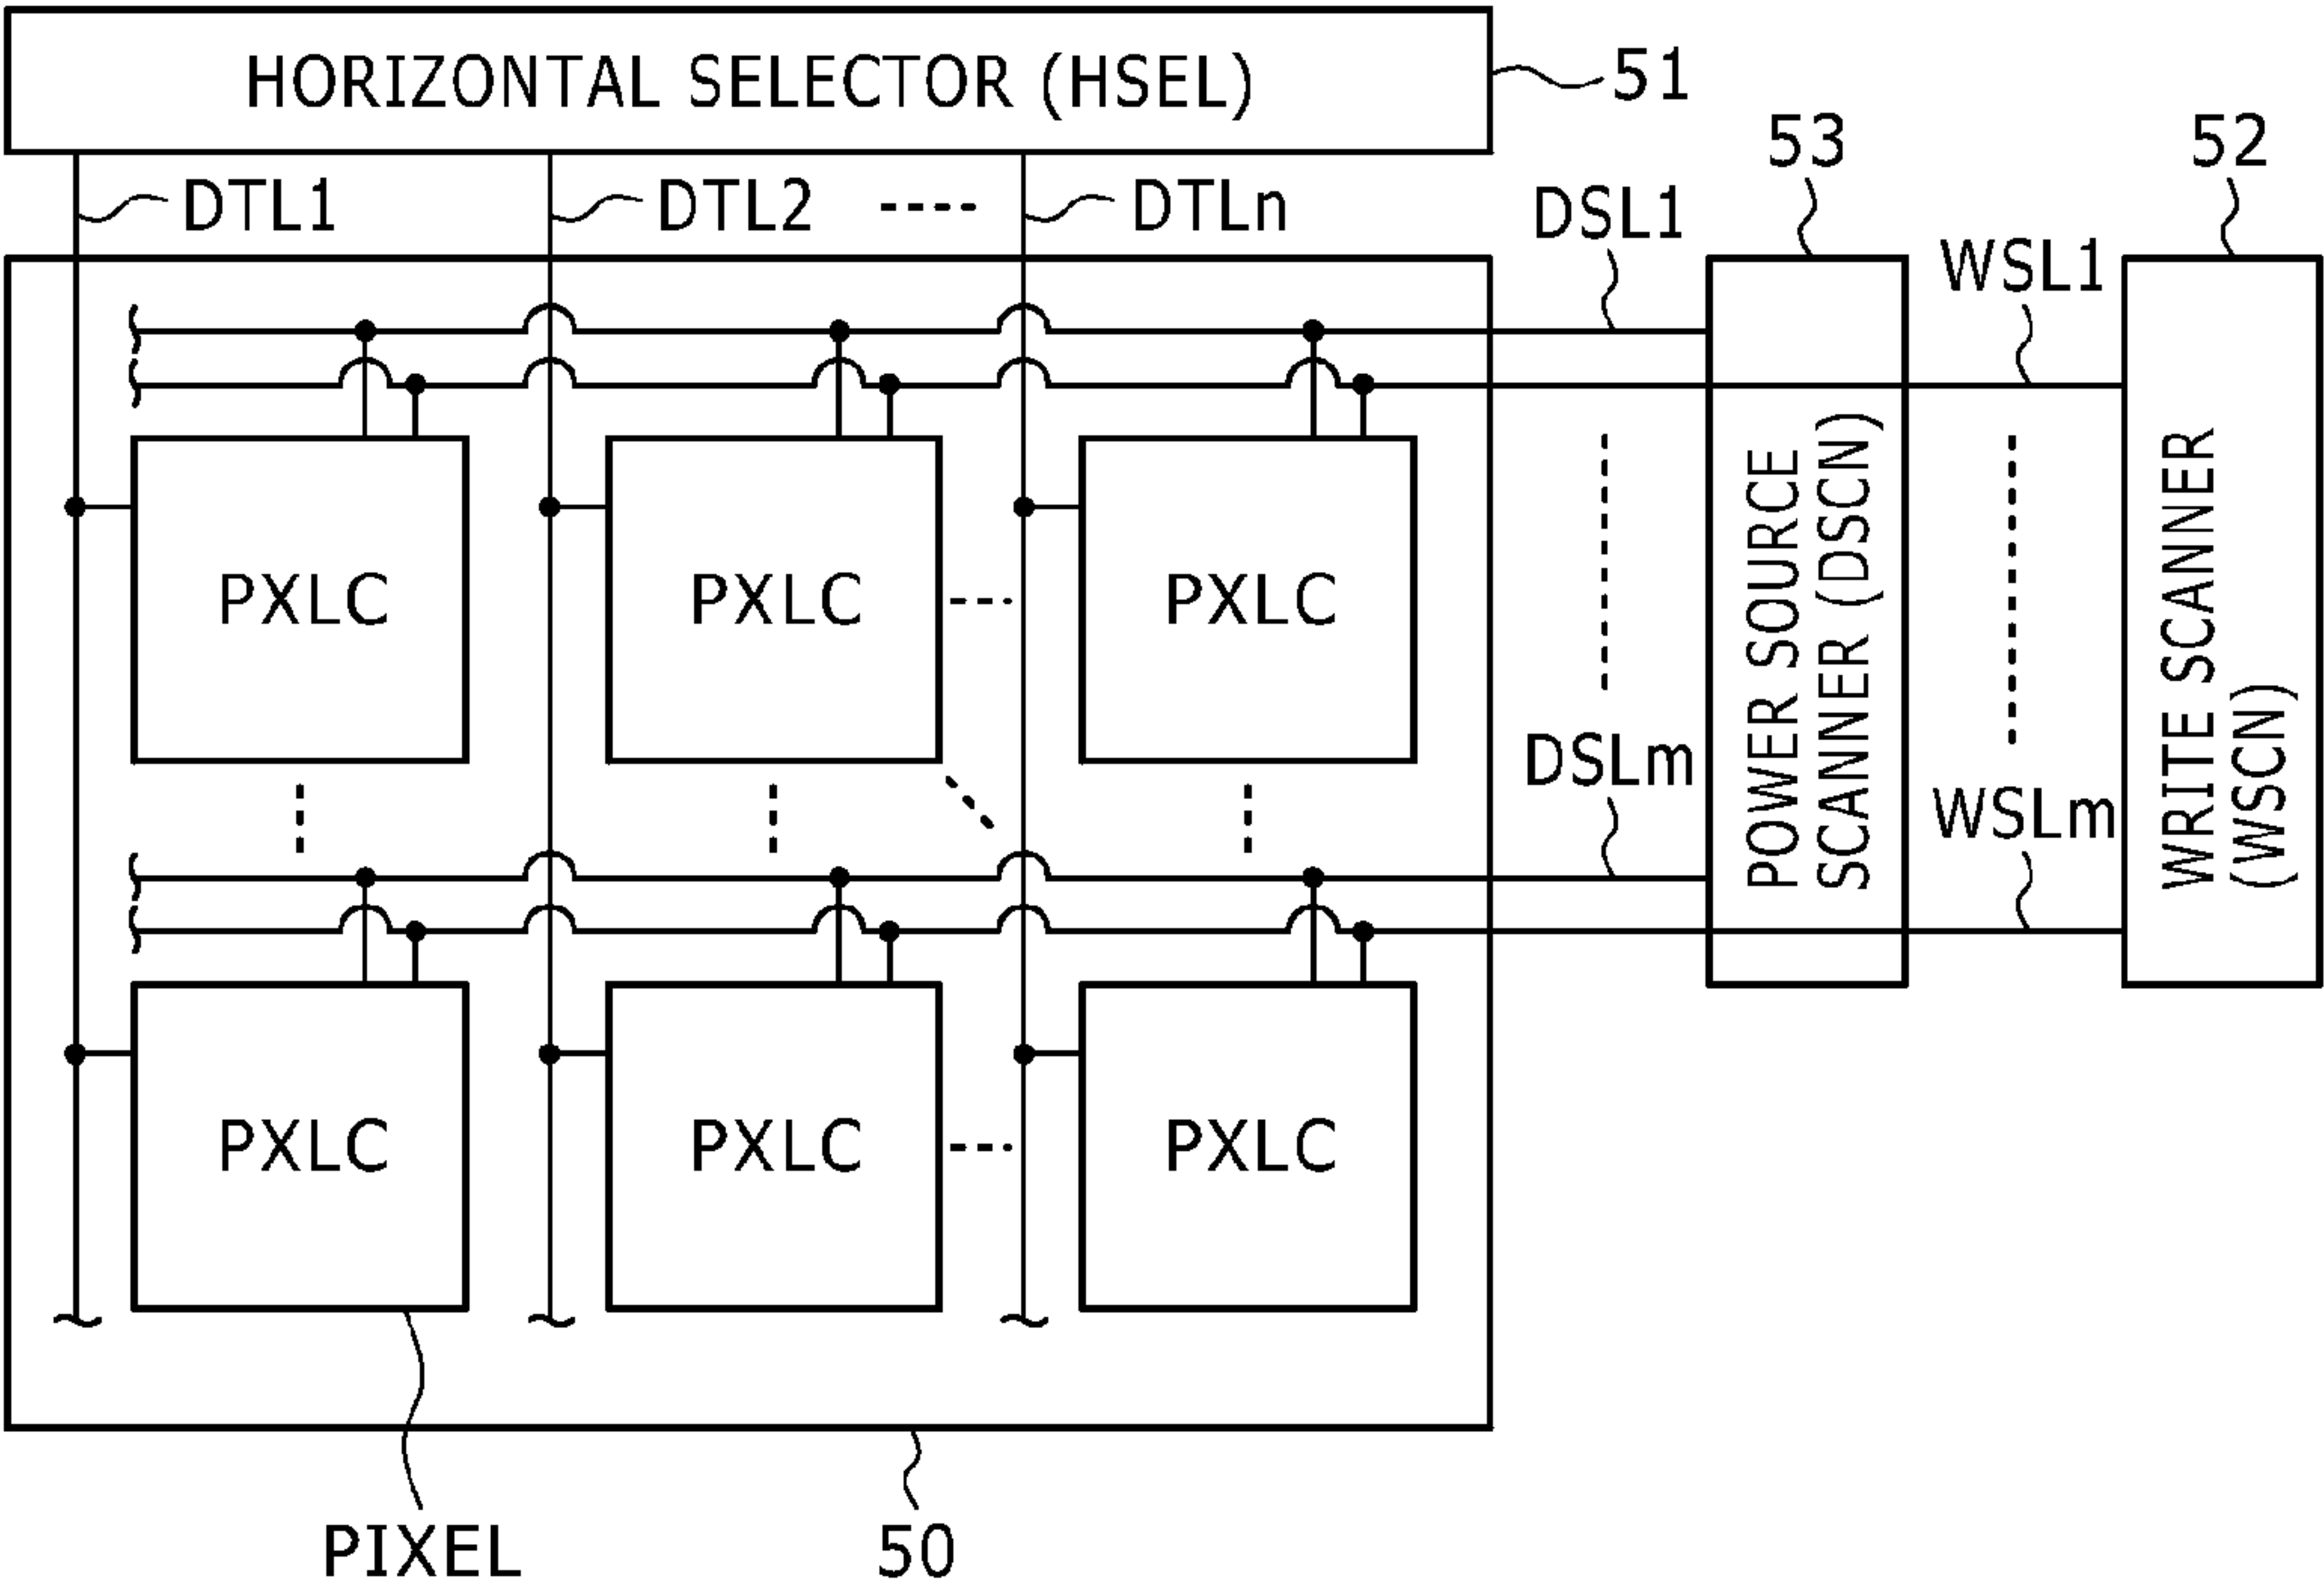 HORIZONTAL SELECTOR (HSEL)
51
53
52
DTL1
DTL2
DTLn
DSL1
WSL1
PXLC
PXLC
PXLC
POWER SOURCE
SCANNER (DSCN)
WRITE SCANNER
(WSCN)
DSLm
WSLm
PXLC
PXLC
PXLC
PIXEL
50